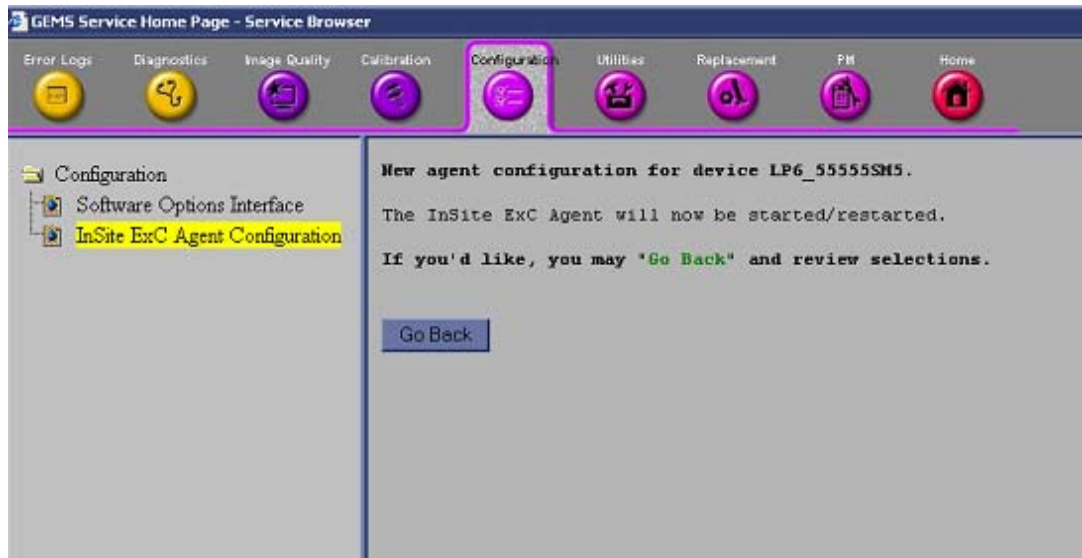 GEMS Service Home Page - Service Browser
Error Logs Diagnostics Image Quality Calibration Configuration Utilities Replacement PM Home
Configuration
Software Options Interface
InSite ExC Agent Configuration
New agent configuration for device LP6_55555SM5.
The InSite ExC Agent will now be started/restarted.
If you'd like, you may "Go Back" and review selections.
Go Back